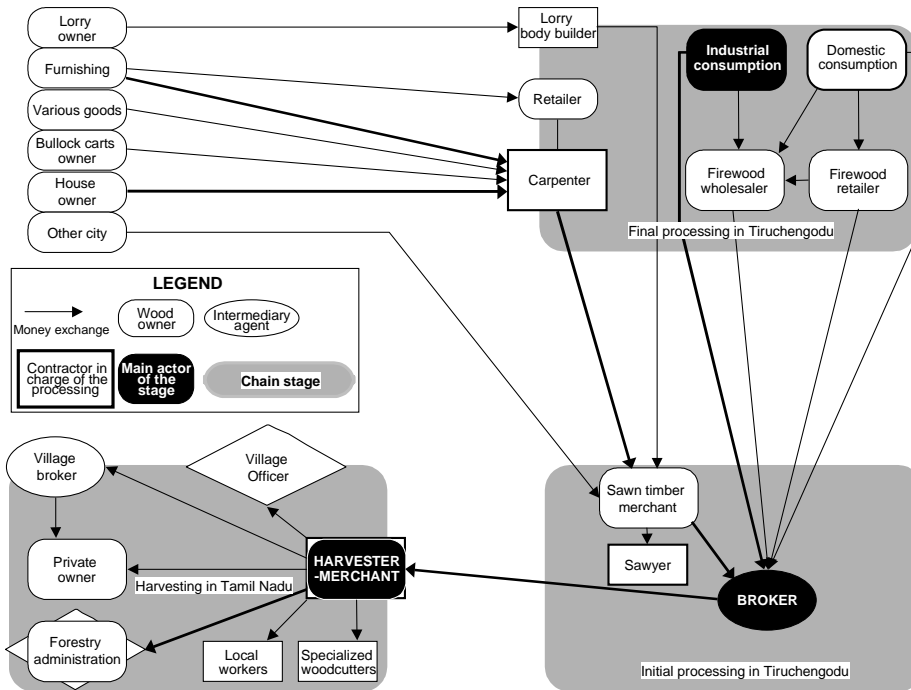 Lorry
owner
Furnishing
Various goods
Bullock carts
owner
House
owner
Other city
Lorry
body builder
Retailer
Carpenter
Industrial
consumption
Domestic
consumption
Firewood
wholesaler
Firewood
retailer
Final processing in Tiruchengodu
LEGEND
Money exchange
Wood
owner
Intermediary
agent
Contractor in
charge of the
processing
Main actor
of the
stage
Chain stage
Village
broker
Village
Officer
Private
owner
Harvesting in Tamil Nadu
HARVESTER
-MERCHANT
Forestry
administration
Local
workers
Specialized
woodcutters
Sawn timber
merchant
Sawyer
BROKER
Initial processing in Tiruchengodu